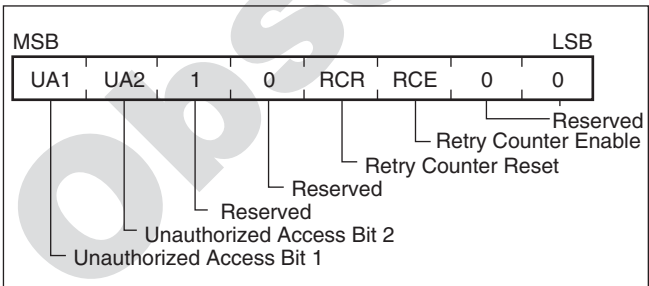 MSB LSB
UA1 UA2 1 0 RCR RCE 0 0
Reserved
Retry Counter Enable
Retry Counter Reset
Reserved
Reserved
Unauthorized Access Bit 2
Unauthorized Access Bit 1